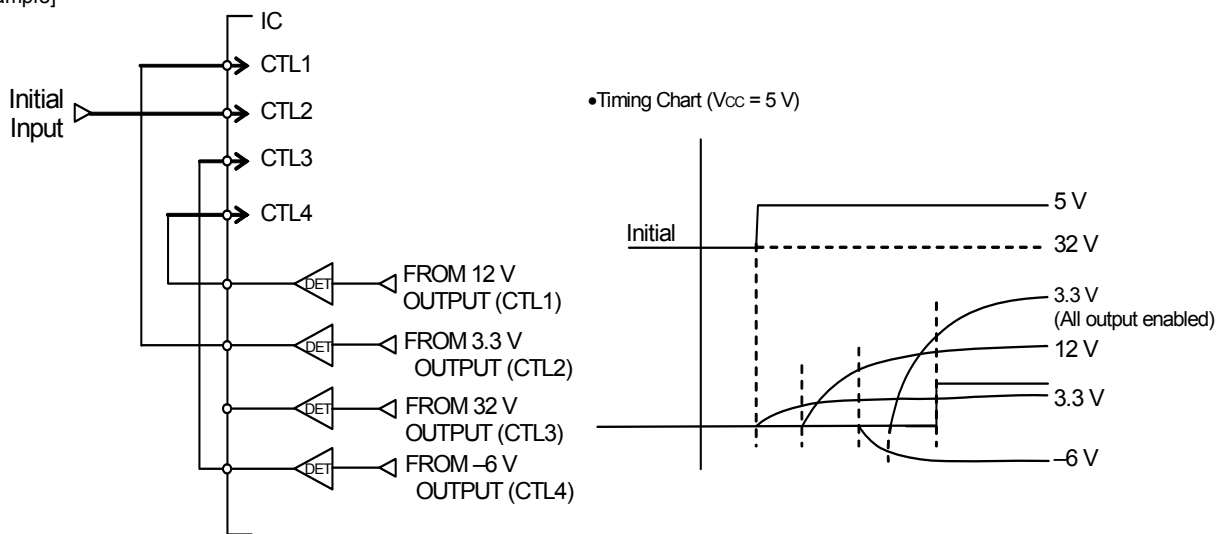 IC
CTL1
Initial
Input
CTL2
CTL3
CTL4
DET
FROM 12 V
OUTPUT (CTL1)
DET
FROM 3.3 V
OUTPUT (CTL2)
DET
FROM 32 V
OUTPUT (CTL3)
DET
FROM –6 V
OUTPUT (CTL4)
•Timing Chart (VCC = 5 V)
Initial
5 V
32 V
3.3 V
(All output enabled)
12 V
3.3 V
–6 V